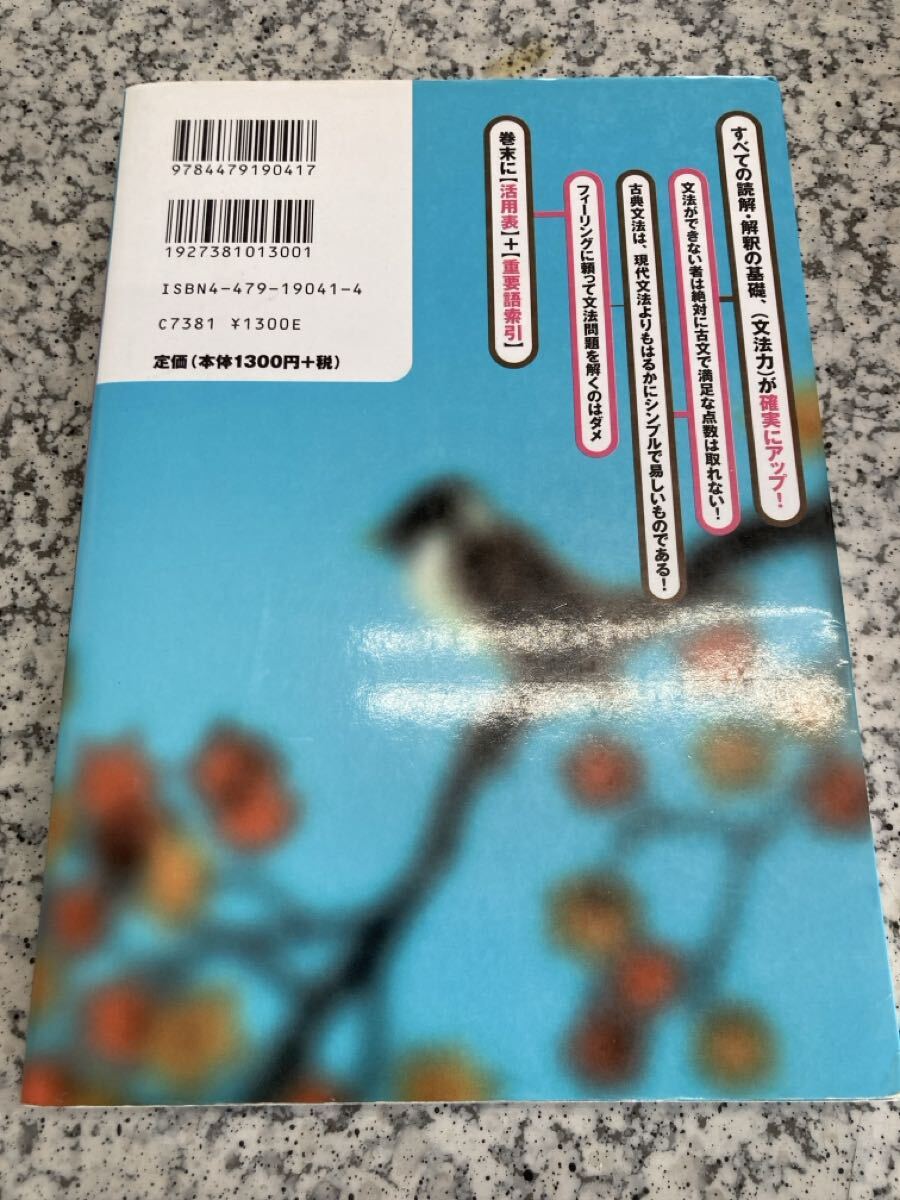 すべての読解・解釈の基礎、〈文法力〉が確実にアップ!
文法ができない者は絶対に古文で満足な点数は取れない!
古典文法は、現代文法よりもはるかにシンプルで易しいものである!
フィーリングに頼って文法問題を解くのはダメ
巻末に【活用表】+【重要語索引】
9784479190417
1927381013001
ISBN4-479-19041-4
C7381 ¥1300E
定価(本体1300円+税)